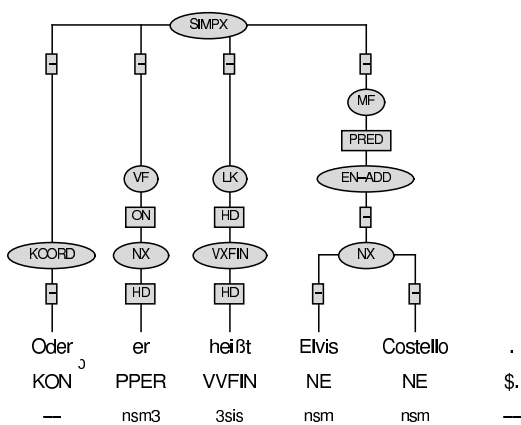 SIMPX
– – – –
MF
PRED
VF LK EN–ADD
ON HD –
KOORD NX VXFIN NX
– HD HD – –
Oder er heißt Elvis Costello .
KON PPER VVFIN NE NE $.
–– nsm3 3sis nsm nsm ––